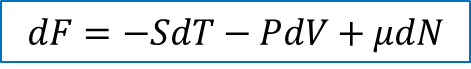 𝑑𝐹 = −𝑆𝑑𝑇 − 𝑃𝑑𝑉 + 𝜇𝑑𝑁